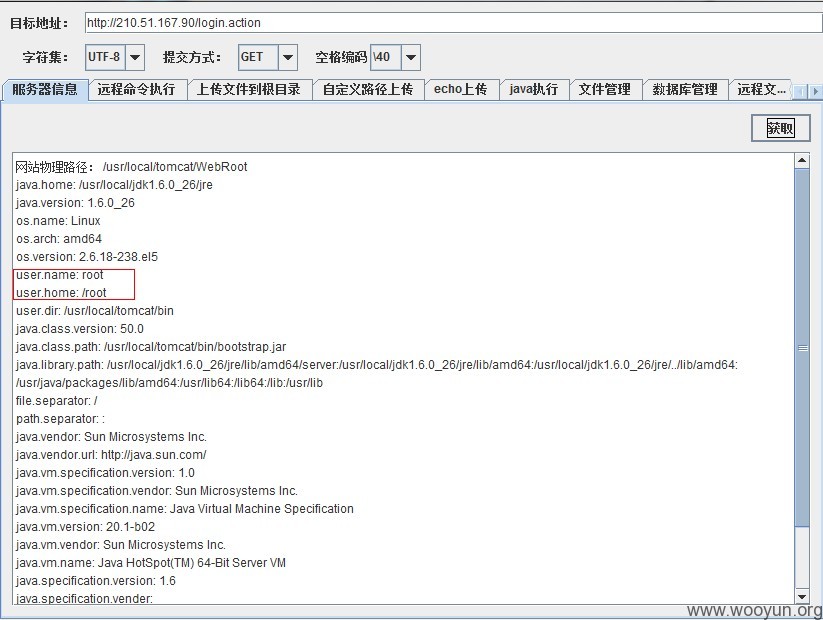 目标地址： http://210.51.167.90/login.action
字符集： UTF-8 提交方式： GET 空格编码 \40
服务器信息 远程命令执行 上传文件到根目录 自定义路径上传 echo上传 java执行 文件管理 数据库管理 远程文...
获取
网站物理路径： /usr/local/tomcat/WebRoot
java.home: /usr/local/jdk1.6.0_26/jre
java.version: 1.6.0_26
os.name: Linux
os.arch: amd64
os.version: 2.6.18-238.el5
user.name: root
user.home: /root
user.dir: /usr/local/tomcat/bin
java.class.version: 50.0
java.class.path: /usr/local/tomcat/bin/bootstrap.jar
java.library.path: /usr/local/jdk1.6.0_26/jre/lib/amd64/server:/usr/local/jdk1.6.0_26/jre/lib/amd64:/usr/local/jdk1.6.0_26/jre/../lib/amd64:
/usr/java/packages/lib/amd64:/usr/lib64:/lib64:/lib:/usr/lib
file.separator: /
path.separator: :
java.vendor: Sun Microsystems Inc.
java.vendor.url: http://java.sun.com/
java.vm.specification.version: 1.0
java.vm.specification.vendor: Sun Microsystems Inc.
java.vm.specification.name: Java Virtual Machine Specification
java.vm.version: 20.1-b02
java.vm.vendor: Sun Microsystems Inc.
java.vm.name: Java HotSpot(TM) 64-Bit Server VM
java.specification.version: 1.6
java.specification.vender:
www.wooyun.org